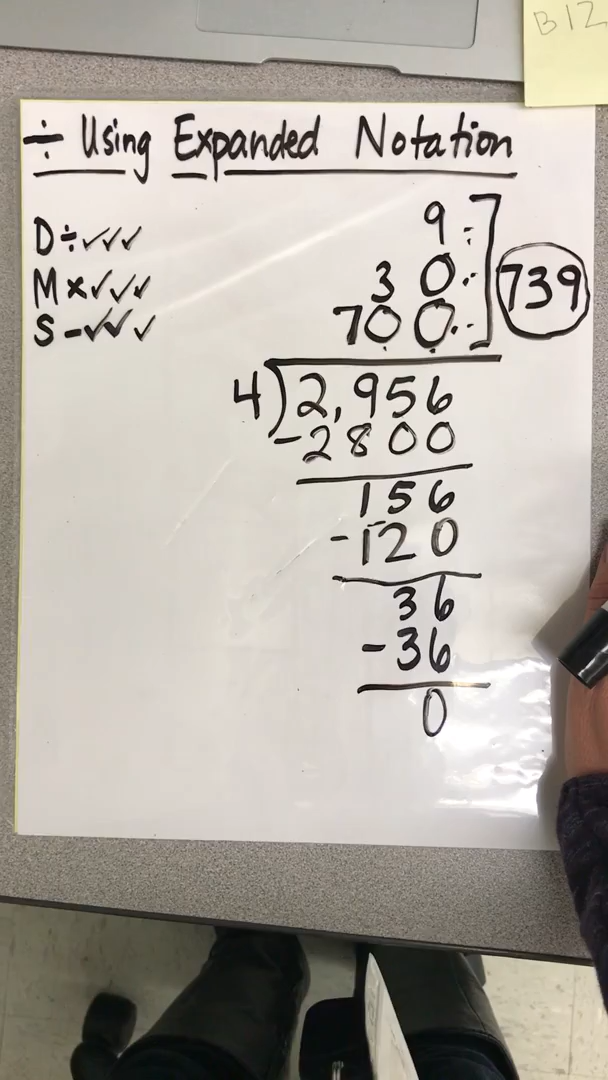 ÷ Using Expanded Notation
D÷✓✓✓
M×✓✓✓
S-✓✓✓
9
30
700
739
4)2,956
-2800
156
-120
36
-36
0
B12